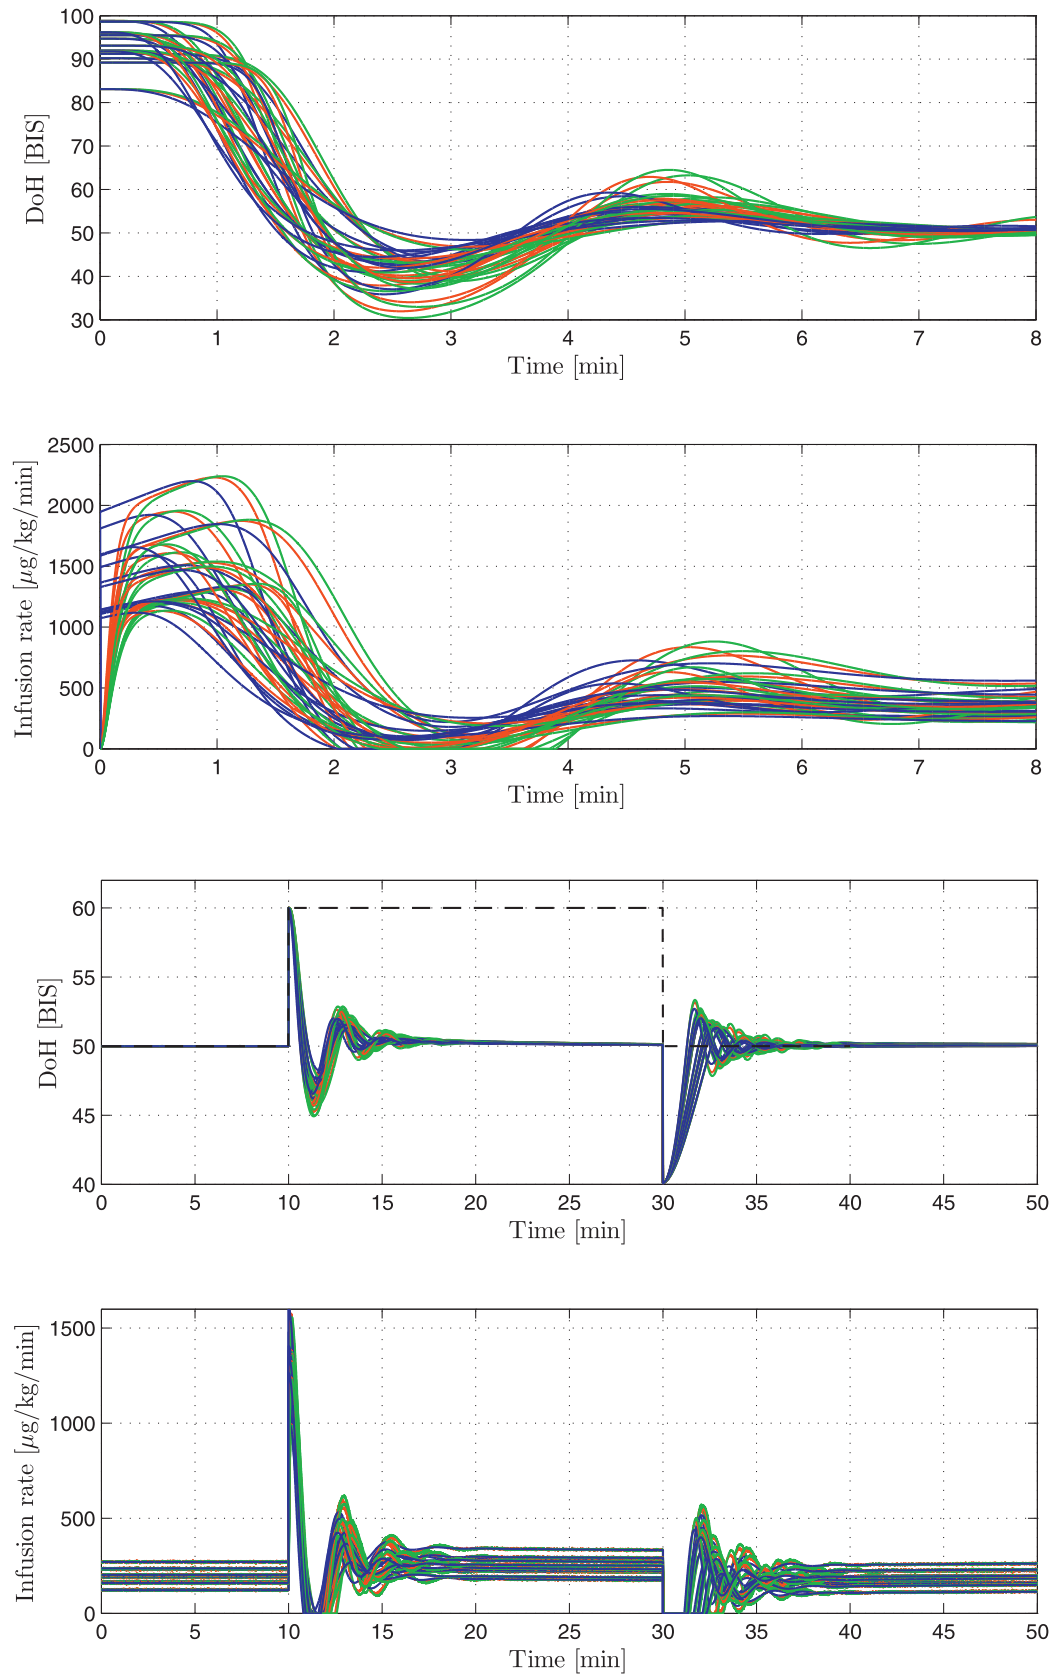 100
90
80
70
60
50
40
30
DoH [BIS]
0 1 2 3 4 5 6 7 8
Time [min]
2500
2000
1500
1000
500
0
Infusion rate [μg/kg/min]
0 1 2 3 4 5 6 7 8
Time [min]
60
55
50
45
40
DoH [BIS]
0 5 10 15 20 25 30 35 40 45 50
Time [min]
1500
1000
500
0
Infusion rate [μg/kg/min]
0 5 10 15 20 25 30 35 40 45 50
Time [min]